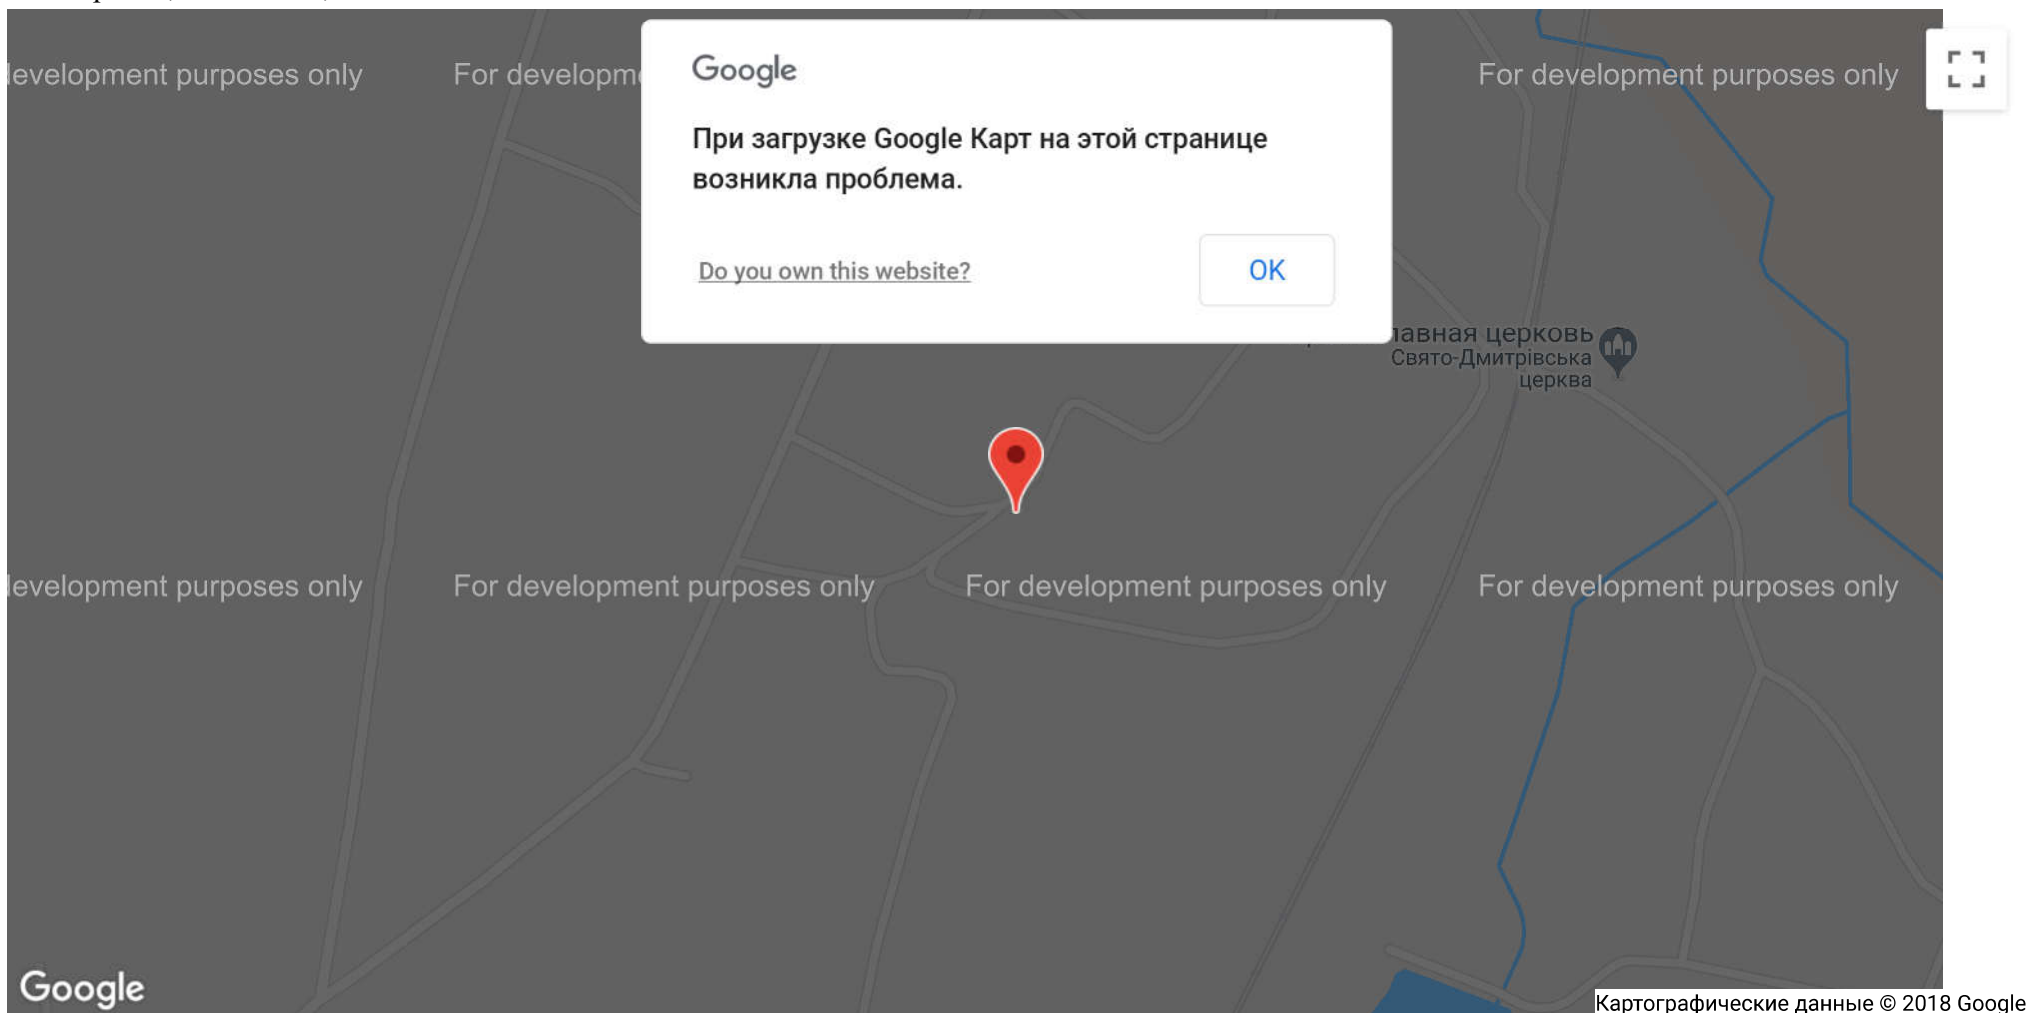 development purposes only
For developm
For development purposes only
Google
При загрузке Google Карт на этой странице
возникла проблема.
Do you own this website?
OK
лавная церковь
Свято-Дмитрівська
церква
development purposes only
For development purposes only
For development purposes only
For development purposes only
Google
Картографические данные © 2018 Google